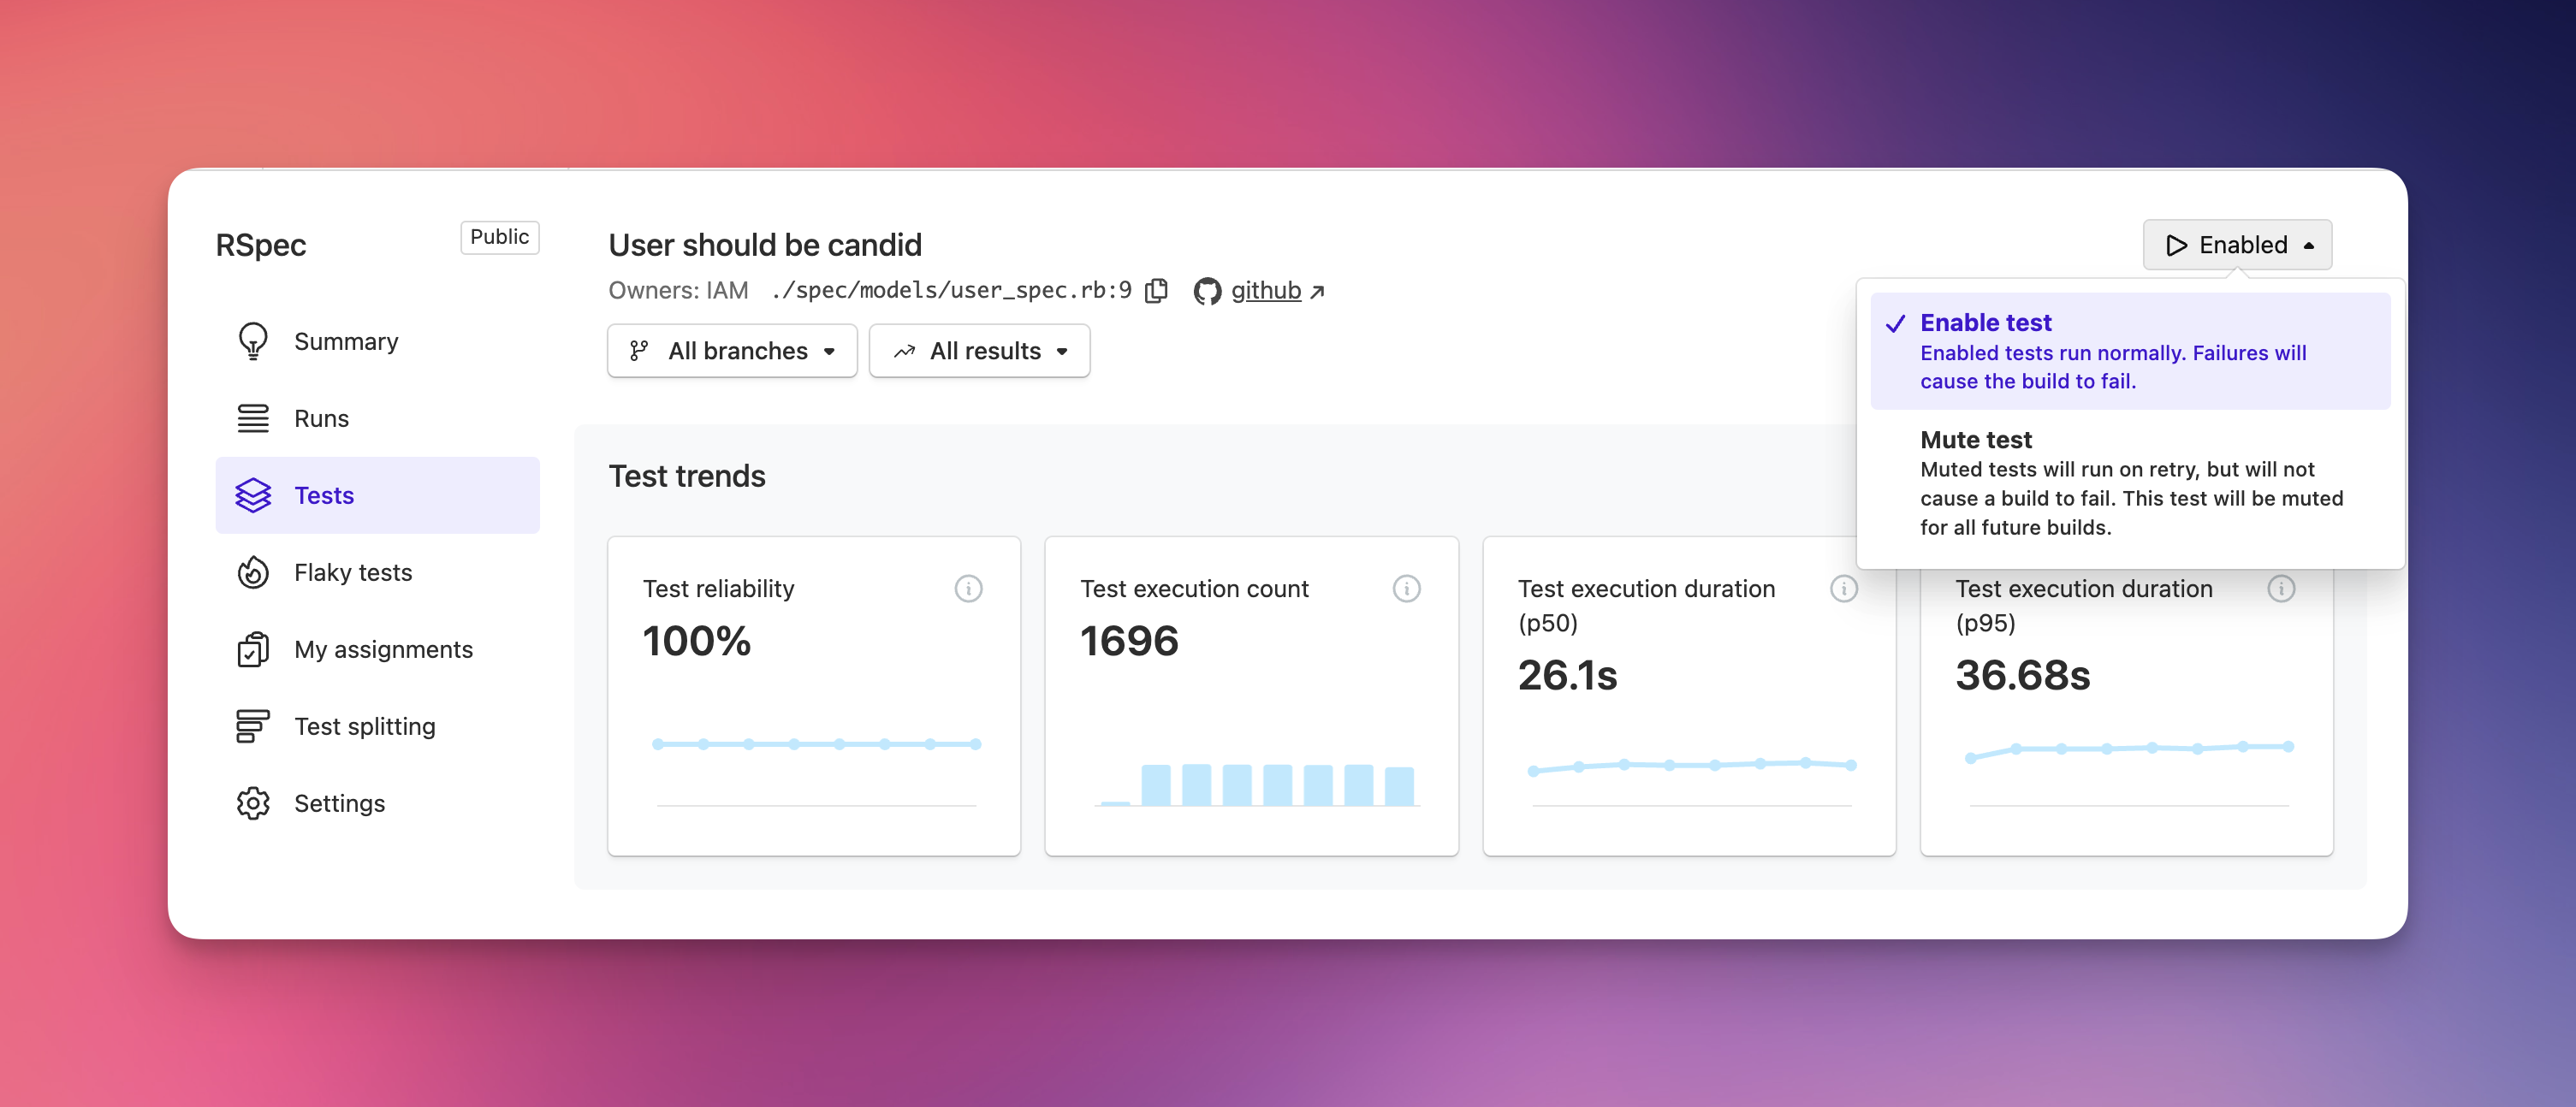 RSpec
Public
Summary
Runs
Tests
Flaky tests
My assignments
Test splitting
Settings
User should be candid
Owners: IAM ./spec/models/user_spec.rb:9 github
All branches
All results
Enabled
Enable test
Enabled tests run normally. Failures will
cause the build to fail.
Mute test
Muted tests will run on retry, but will not
cause a build to fail. This test will be muted
for all future builds.
Test trends
Test reliability
100%
Test execution count
1696
Test execution duration
(p50)
26.1s
Test execution duration
(p95)
36.68s